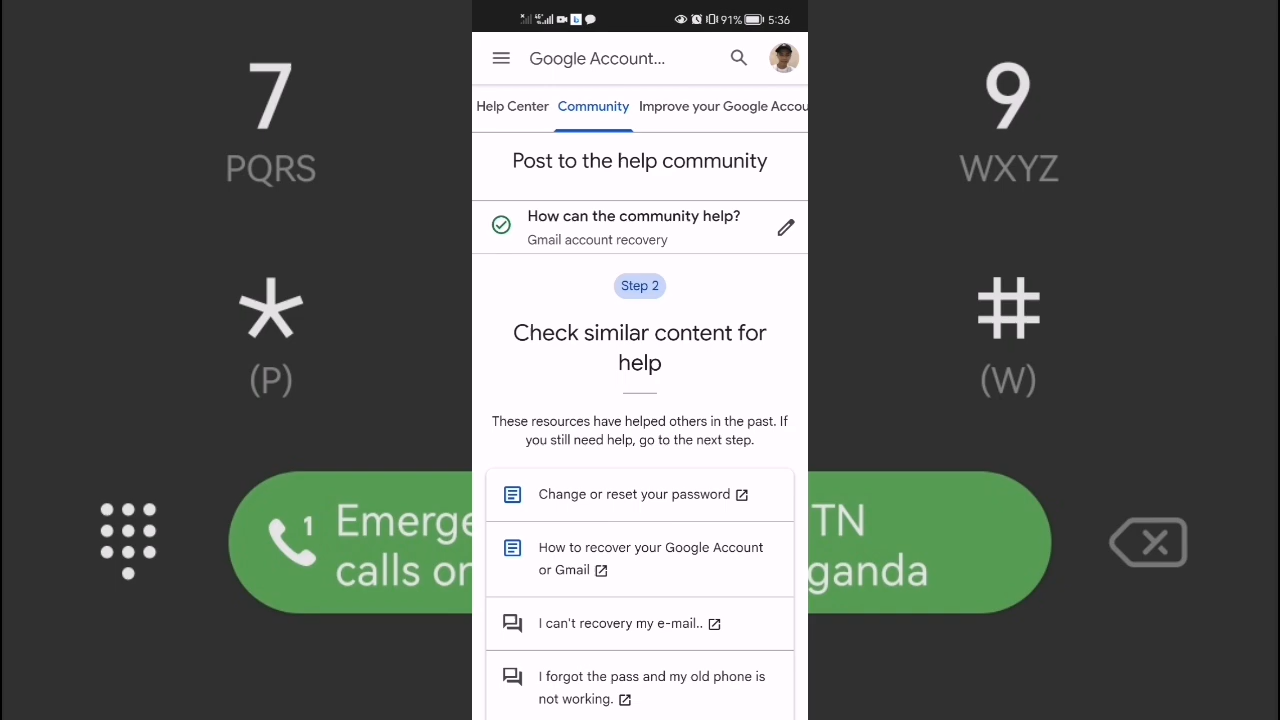 91% 5:36
Google Account...
Help Center Community Improve your Google Accou
Post to the help community
How can the community help?
Gmail account recovery
Step 2
Check similar content for
help
These resources have helped others in the past. If
you still need help, go to the next step.
Change or reset your password
How to recover your Google Account
or Gmail
I can't recovery my e-mail..
I forgot the pass and my old phone is
not working.
7
PQRS
9
WXYZ
*
(P)
#
(W)
1
Emerge
calls on
TN
ganda